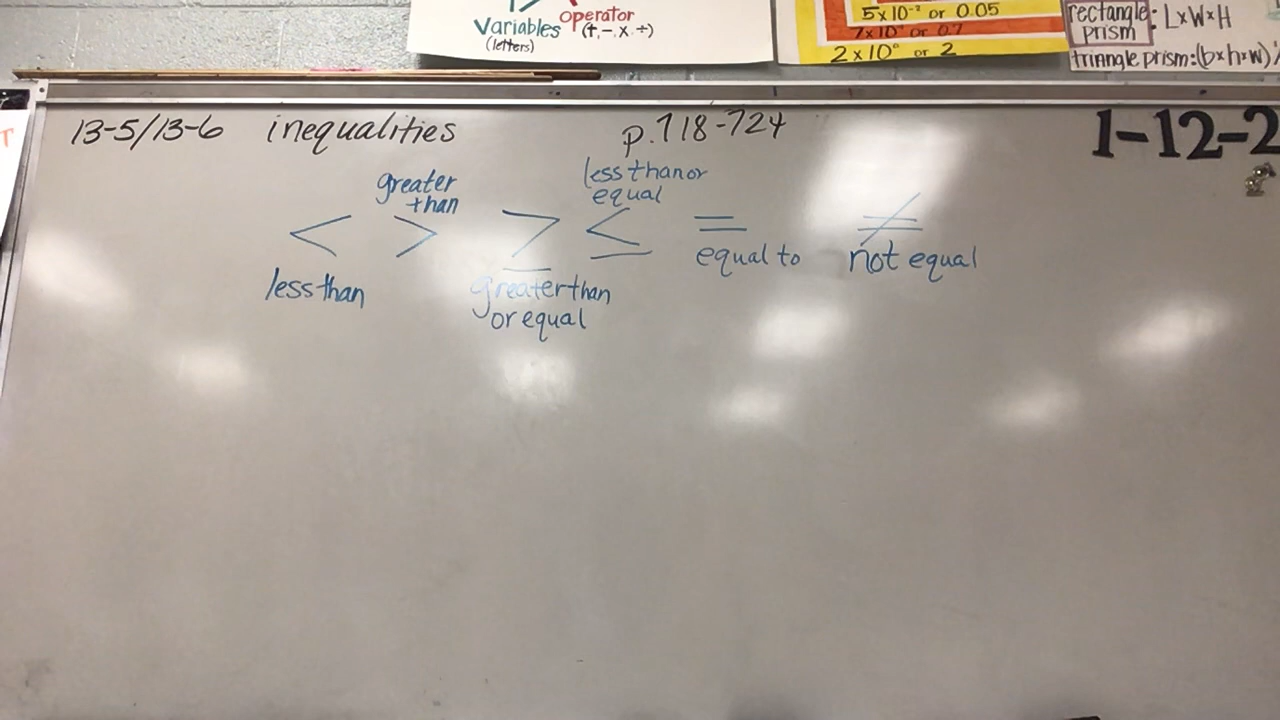 Variables operator
(letters) (+, -, x, ÷)
5x10⁻² or 0.05
2x10⁰ or 2
rectangle: LxWxH
prism
triangle prism:(bxhxw)
13-5/13-6 inequalities p.718-724
1-12-2
greater
than
less than or
equal
< > ≥ ≤ = ≠
less than
greater than
or equal
equal to
not equal